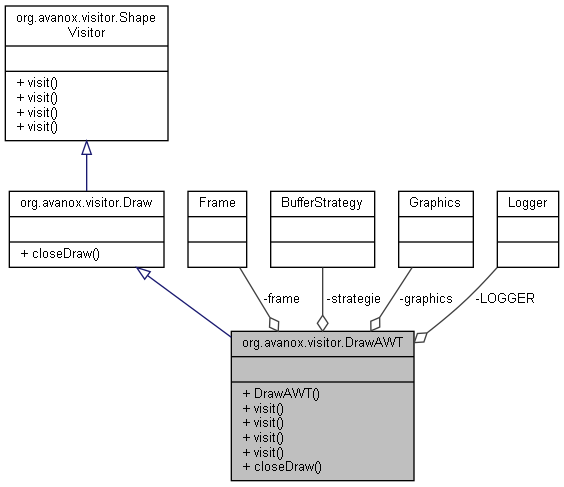 org.avanox.visitor.Shape
Visitor
+ visit()
+ visit()
+ visit()
+ visit()
org.avanox.visitor.Draw
+ closeDraw()
Frame
BufferStrategy
Graphics
Logger
-frame
-strategie
-graphics
-LOGGER
org.avanox.visitor.DrawAWT
+ DrawAWT()
+ visit()
+ visit()
+ visit()
+ visit()
+ closeDraw()